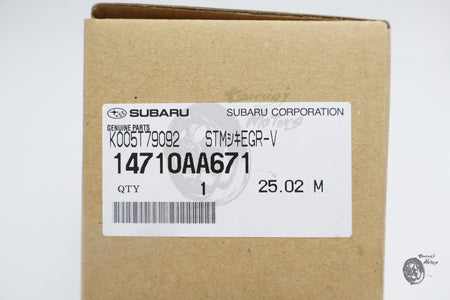 SUBARU
SUBARU CORPORATION
GENUINE PARTS
K005T79092 STMｼｷEGR-V
14710AA671
QTY 1 25.02 M
Motors